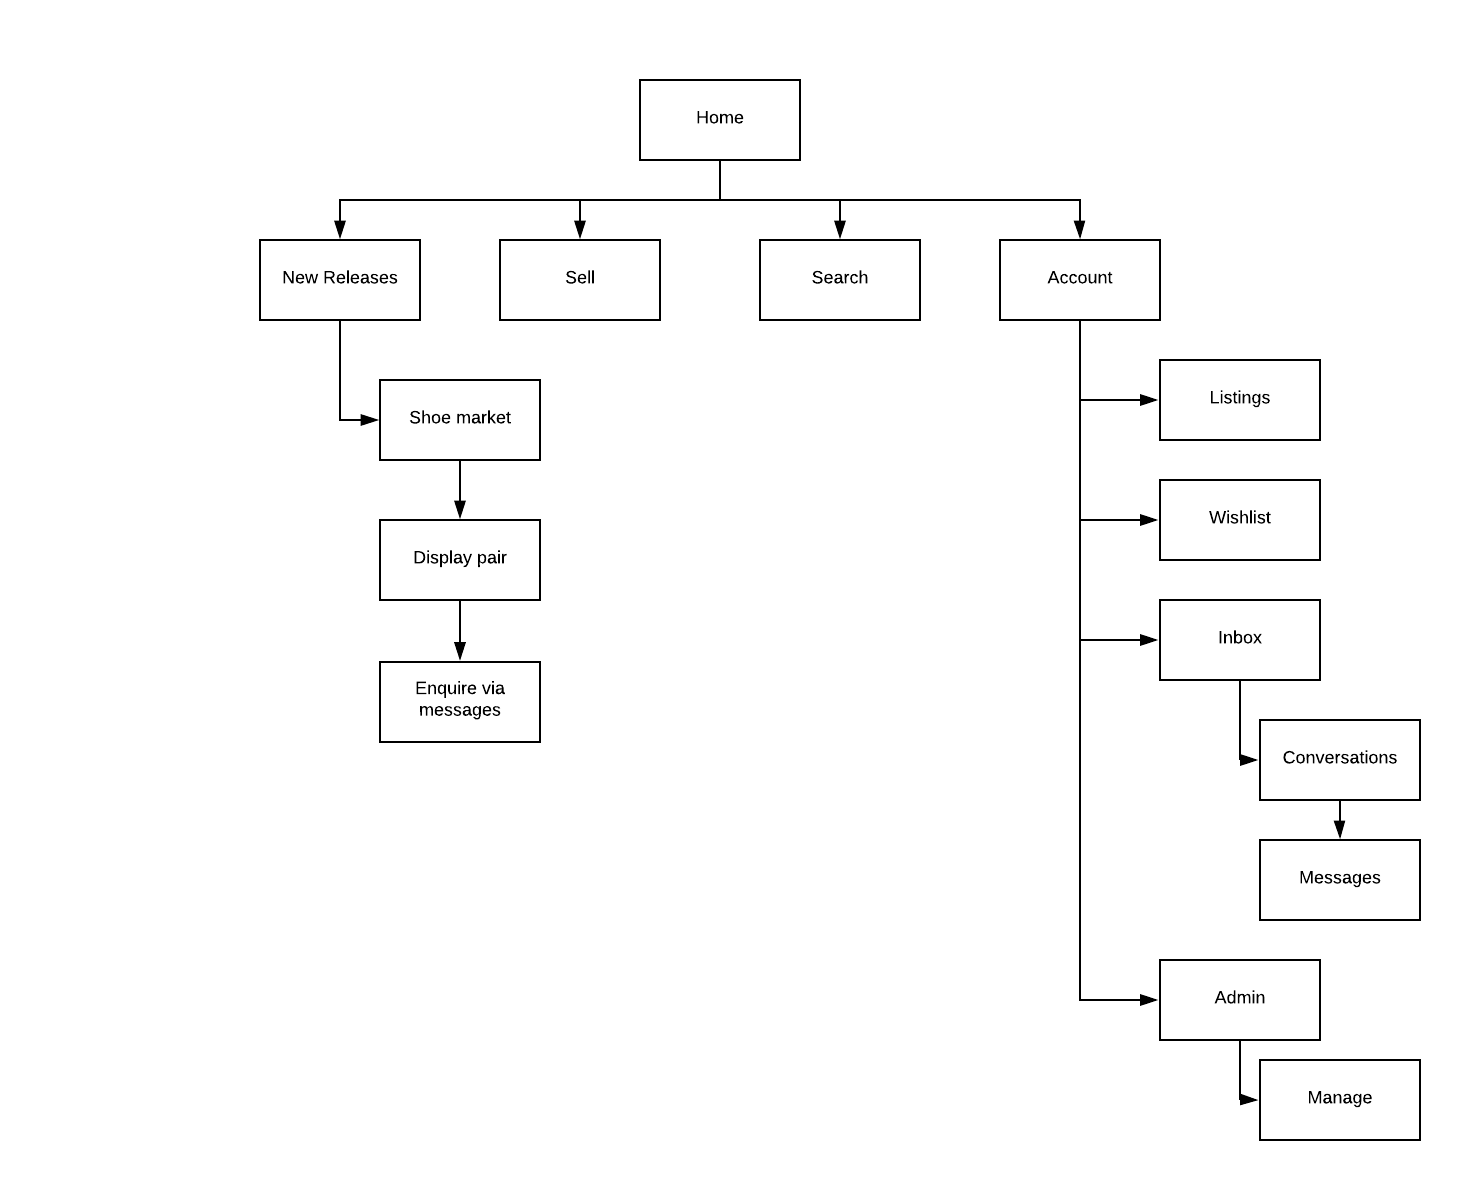 Home
New Releases
Sell
Search
Account
Listings
Shoe market
Wishlist
Display pair
Inbox
Enquire via
messages
Conversations
Messages
Admin
Manage